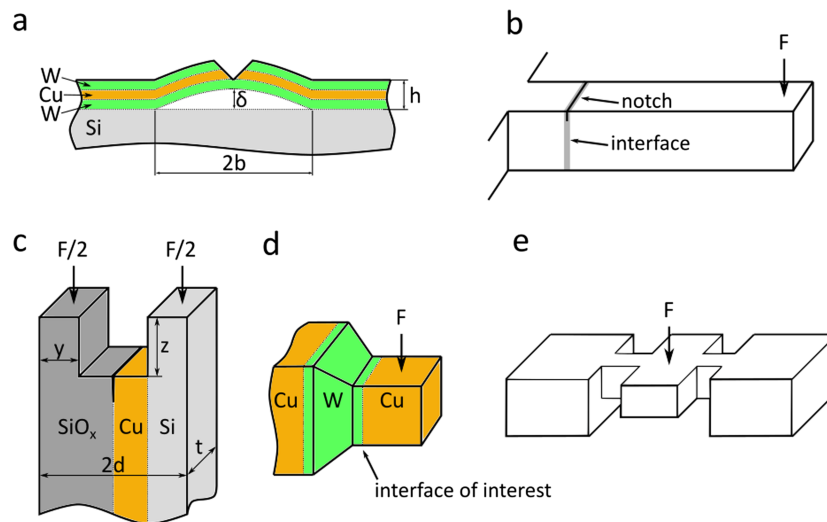 a
W
Cu
W
Si
δ
h
2b
b
F
notch
interface
c
F/2
F/2
y
z
SiOₓ
Cu
Si
2d
t
d
F
Cu
W
Cu
interface of interest
e
F